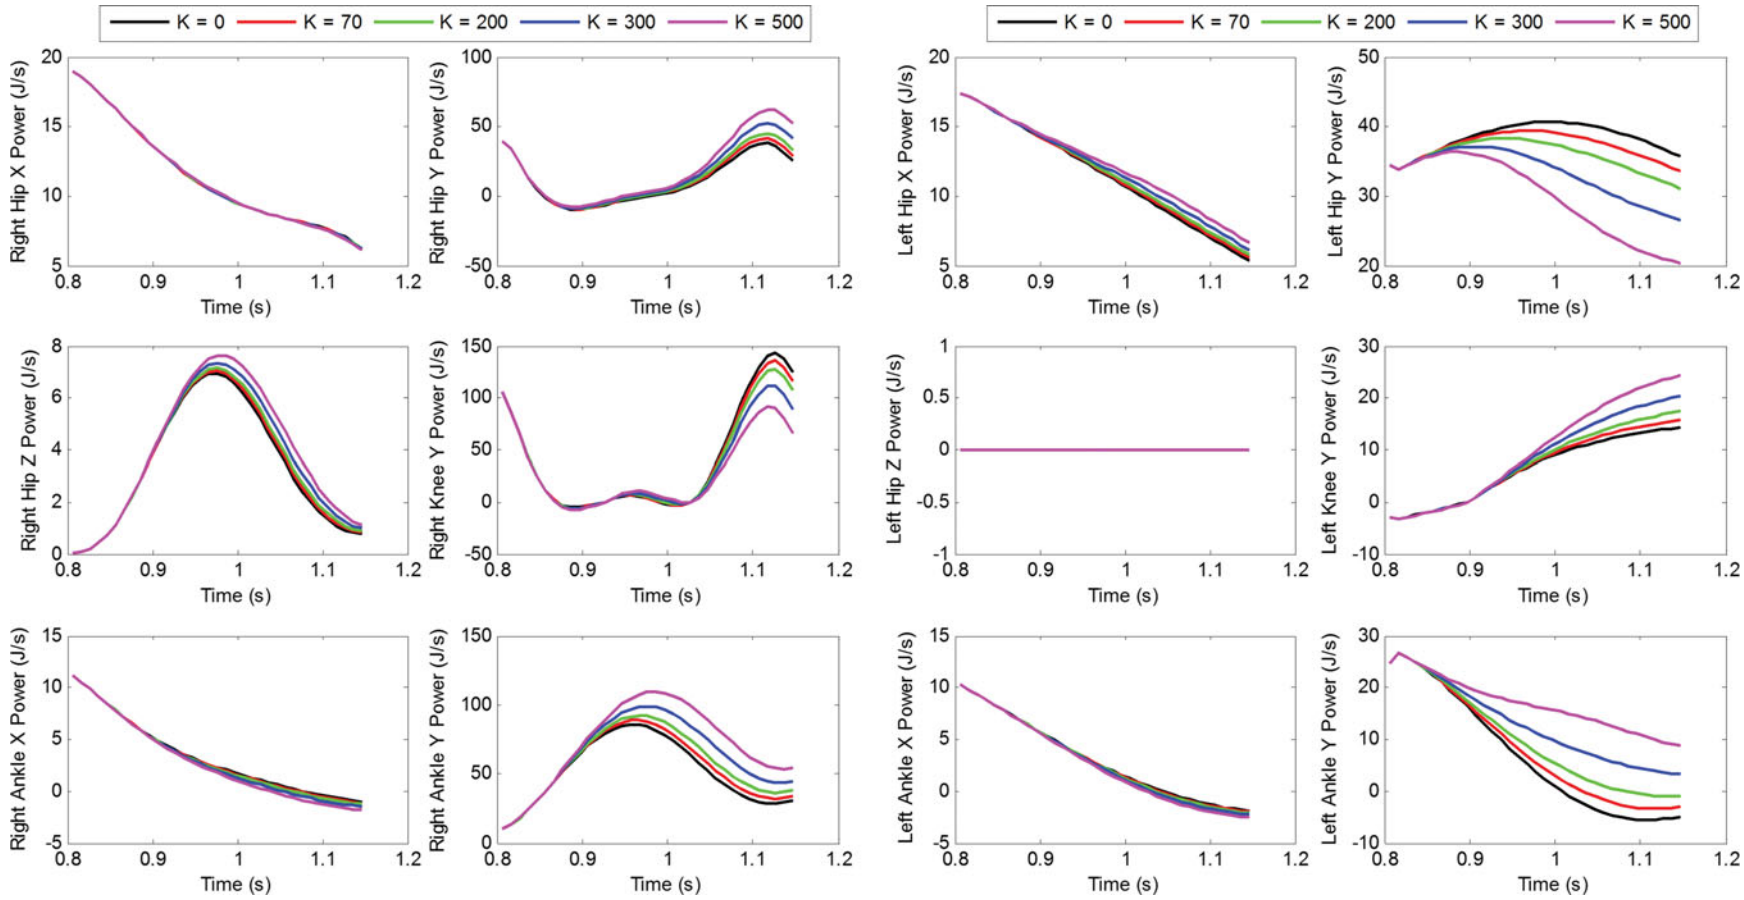 K = 0 K = 70 K = 200 K = 300 K = 500
K = 0 K = 70 K = 200 K = 300 K = 500
Right Hip X Power (J/s)
20
15
10
5
0.8 0.9 1 1.1 1.2
Time (s)
Right Hip Y Power (J/s)
100
50
0
-50
0.8 0.9 1 1.1 1.2
Time (s)
Left Hip X Power (J/s)
20
15
10
5
0.8 0.9 1 1.1 1.2
Time (s)
Left Hip Y Power (J/s)
50
40
30
20
0.8 0.9 1 1.1 1.2
Time (s)
Right Hip Z Power (J/s)
8
6
4
2
0
0.8 0.9 1 1.1 1.2
Time (s)
Right Knee Y Power (J/s)
150
100
50
0
-50
0.8 0.9 1 1.1 1.2
Time (s)
Left Hip Z Power (J/s)
1
0.5
0
-0.5
-1
0.8 0.9 1 1.1 1.2
Time (s)
Left Knee Y Power (J/s)
30
20
10
0
-10
0.8 0.9 1 1.1 1.2
Time (s)
Right Ankle X Power (J/s)
15
10
5
0
-5
0.8 0.9 1 1.1 1.2
Time (s)
Right Ankle Y Power (J/s)
150
100
50
0
0.8 0.9 1 1.1 1.2
Time (s)
Left Ankle X Power (J/s)
15
10
5
0
-5
0.8 0.9 1 1.1 1.2
Time (s)
Left Ankle Y Power (J/s)
30
20
10
0
-10
0.8 0.9 1 1.1 1.2
Time (s)